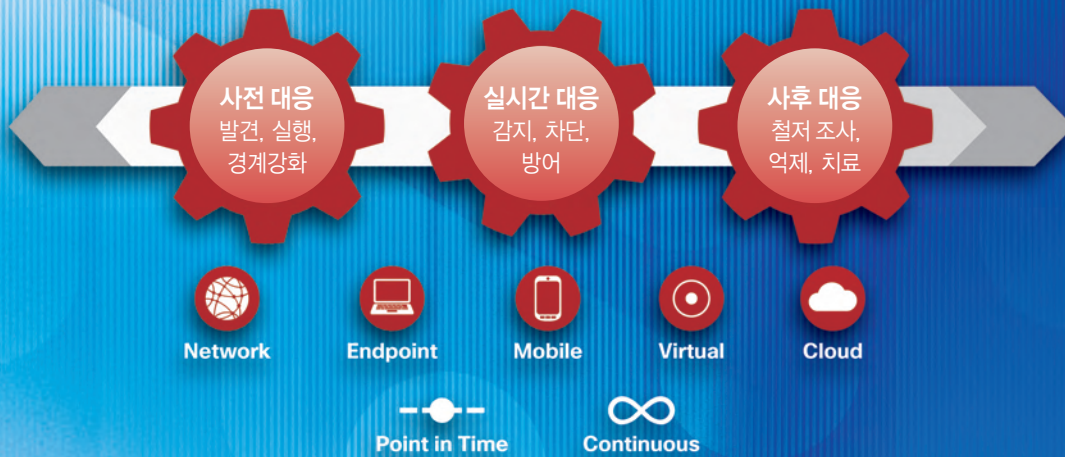 사전 대응
발견, 실행,
경계강화
실시간 대응
감지, 차단,
방어
사후 대응
철저 조사,
억제, 치료
Network
Endpoint
Mobile
Virtual
Cloud
Point in Time
Continuous